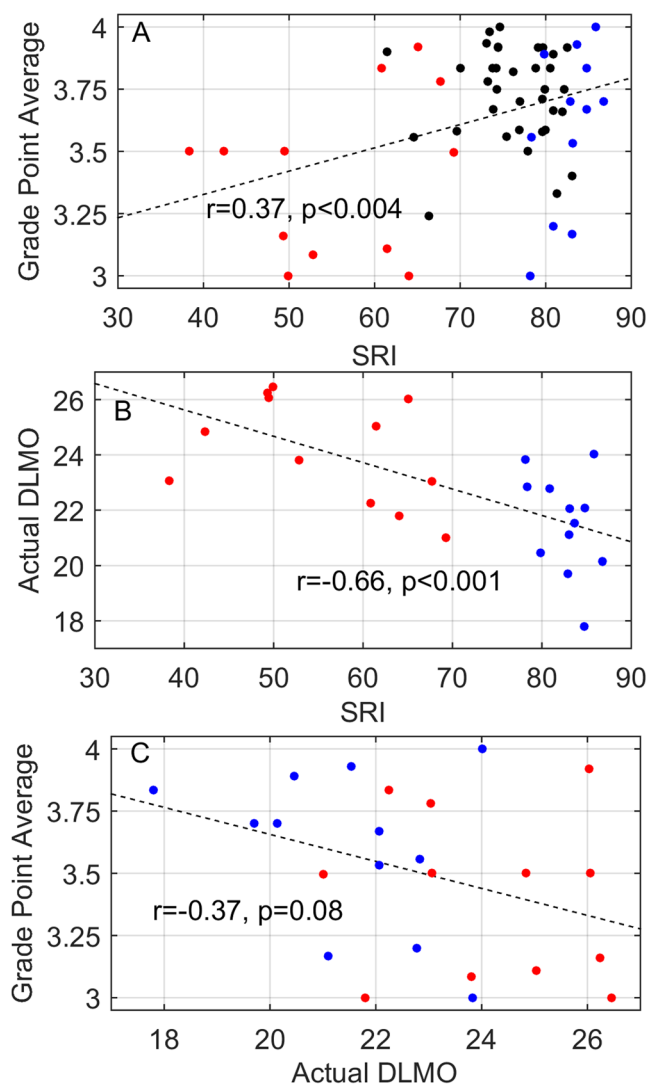 A
4
3.75
3.5
3.25
3
Grade Point Average
r=0.37, p<0.004
30 40 50 60 70 80 90
SRI
B
26
24
22
20
18
Actual DLMO
r=-0.66, p<0.001
30 40 50 60 70 80 90
SRI
C
4
3.75
3.5
3.25
3
Grade Point Average
r=-0.37, p=0.08
18 20 22 24 26
Actual DLMO